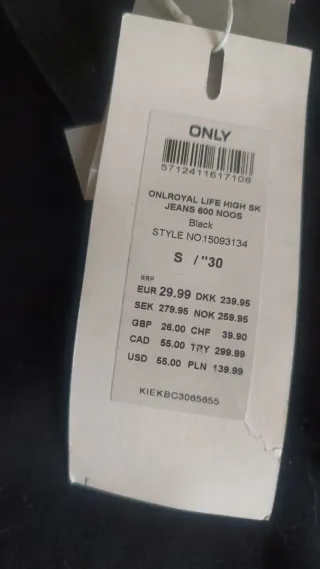 ONLY
5712411617108
ONLROYAL LIFE HIGH SK
JEANS 600 NOOS
Black
STYLE NO.15093134
S / "30
RRP
EUR 29.99 DKK 239.95
SEK 279.95 NOK 259.95
GBP 26.00 CHF 39.90
CAD 55.00 TRY 299.99
USD 55.00 PLN 139.99
KIEKBC3065655